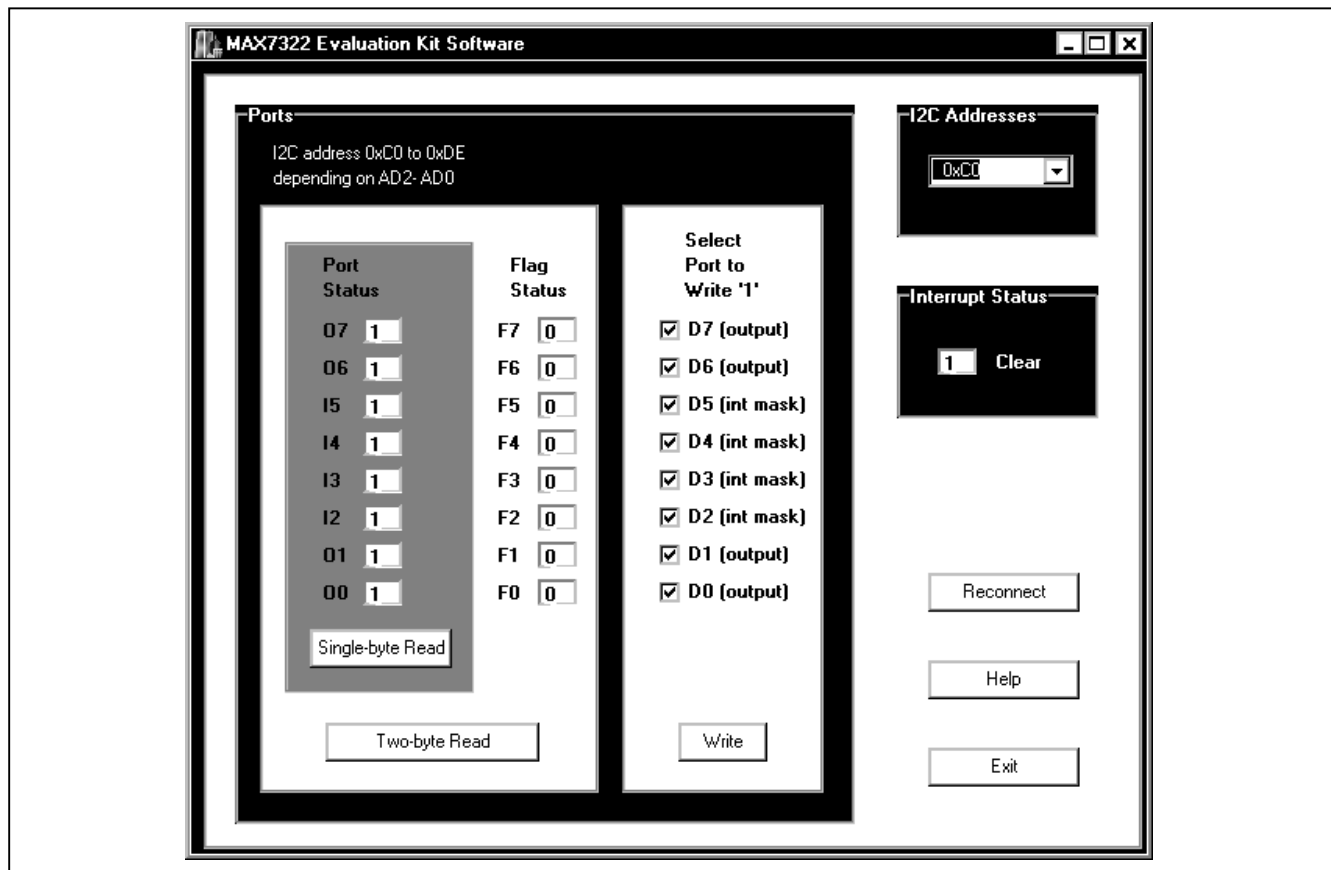 MAX7322 Evaluation Kit Software
Ports
I2C address 0xC0 to 0xDE
depending on AD2- AD0
Port
Status
O7 1
O6 1
I5 1
I4 1
I3 1
I2 1
O1 1
O0 1
Single-byte Read
Flag
Status
F7 0
F6 0
F5 0
F4 0
F3 0
F2 0
F1 0
F0 0
Two-byte Read
Select
Port to
Write '1'
D7 (output)
D6 (output)
D5 (int mask)
D4 (int mask)
D3 (int mask)
D2 (int mask)
D1 (output)
D0 (output)
Write
I2C Addresses
0xC0
Interrupt Status
1 Clear
Reconnect
Help
Exit